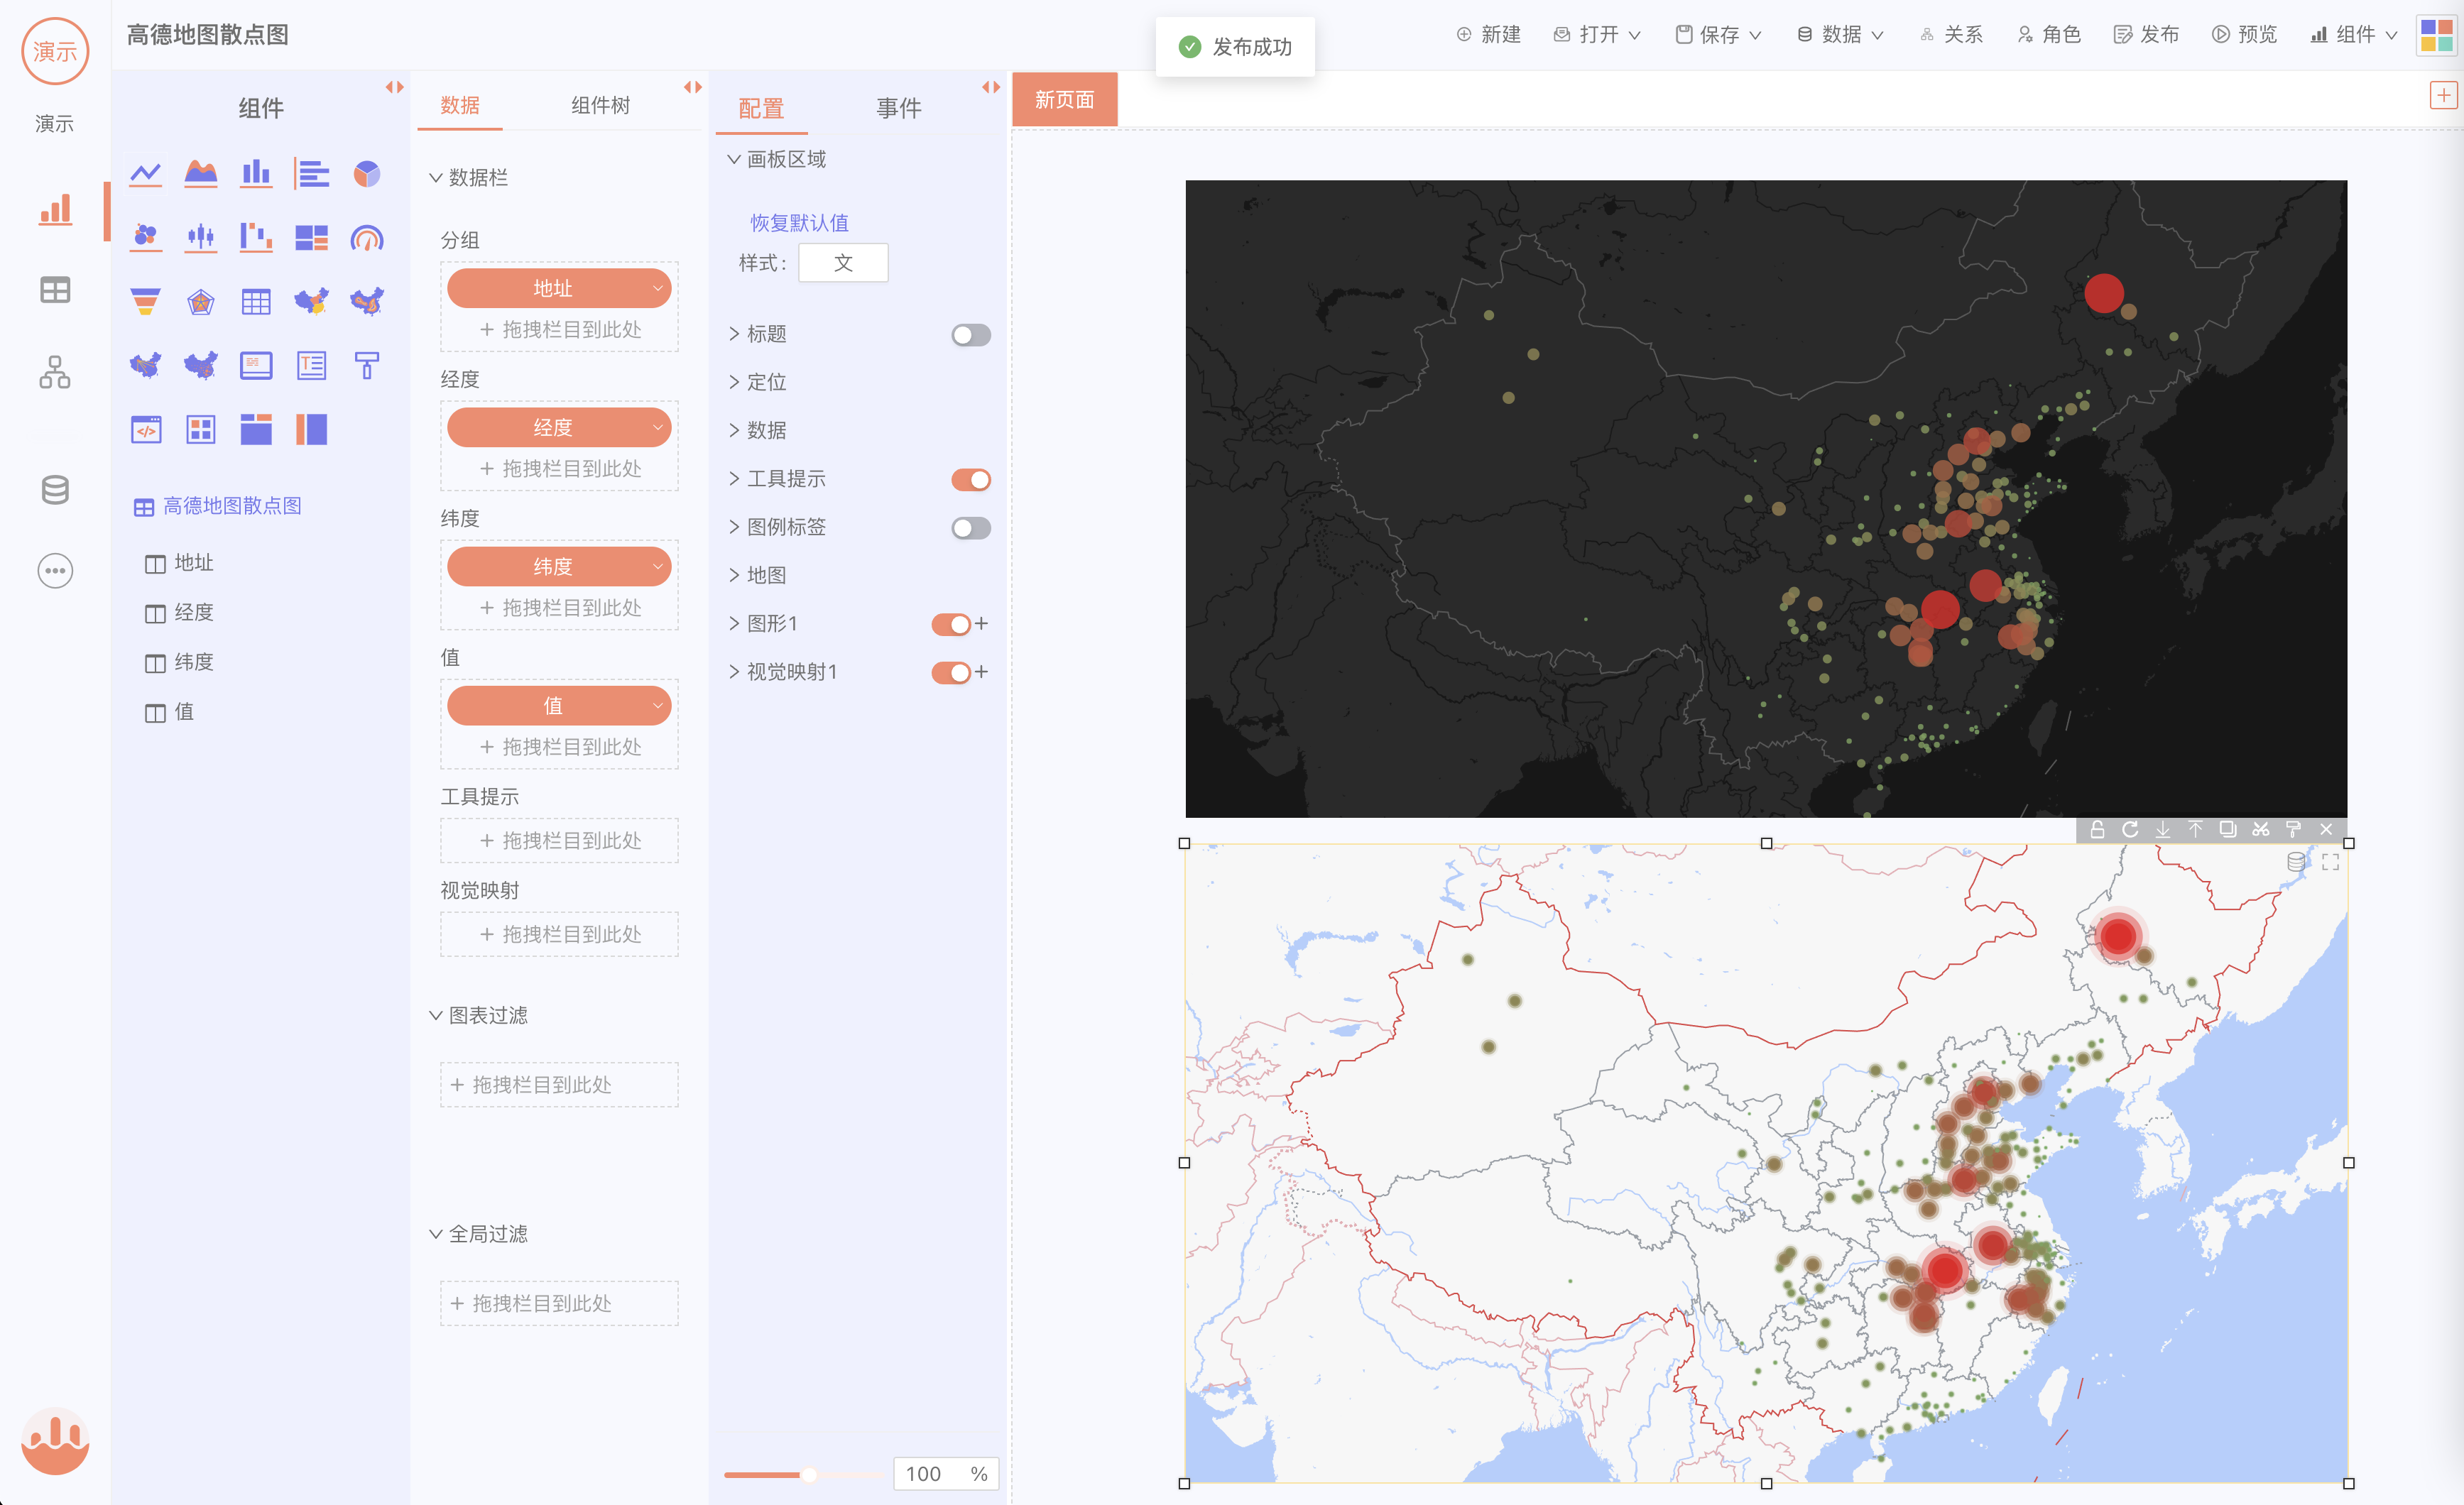 演示
高德地图散点图
发布成功
新建
打开
保存
数据
关系
角色
发布
预览
组件
演示
组件
高德地图散点图
地址
经度
纬度
值
数据
组件树
数据栏
分组
地址
拖拽栏目到此处
经度
经度
拖拽栏目到此处
纬度
纬度
拖拽栏目到此处
值
值
拖拽栏目到此处
工具提示
拖拽栏目到此处
视觉映射
拖拽栏目到此处
图表过滤
拖拽栏目到此处
全局过滤
拖拽栏目到此处
配置
事件
画板区域
恢复默认值
样式：
文
标题
定位
数据
工具提示
图例标签
地图
图形1
视觉映射1
100 %
新页面